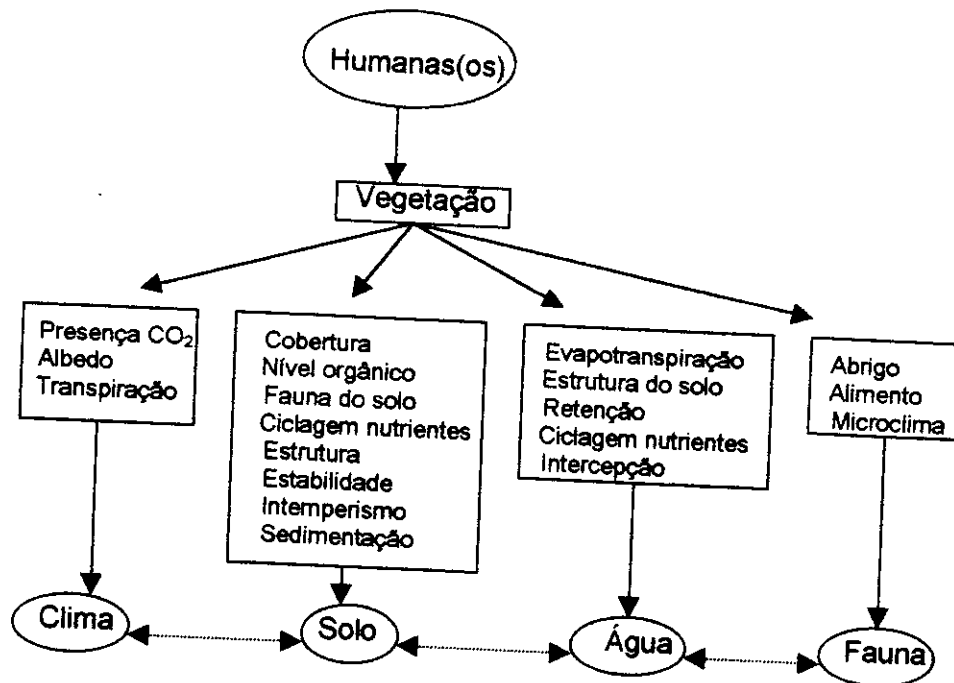 Humanas(os)
Vegetação
Presença CO₂
Albedo
Transpiração
Cobertura
Nível orgânico
Fauna do solo
Ciclagem nutrientes
Estrutura
Estabilidade
Intemperismo
Sedimentação
Evapotranspiração
Estrutura do solo
Retenção
Ciclagem nutrientes
Intercepção
Abrigo
Alimento
Microclima
Clima
Solo
Água
Fauna